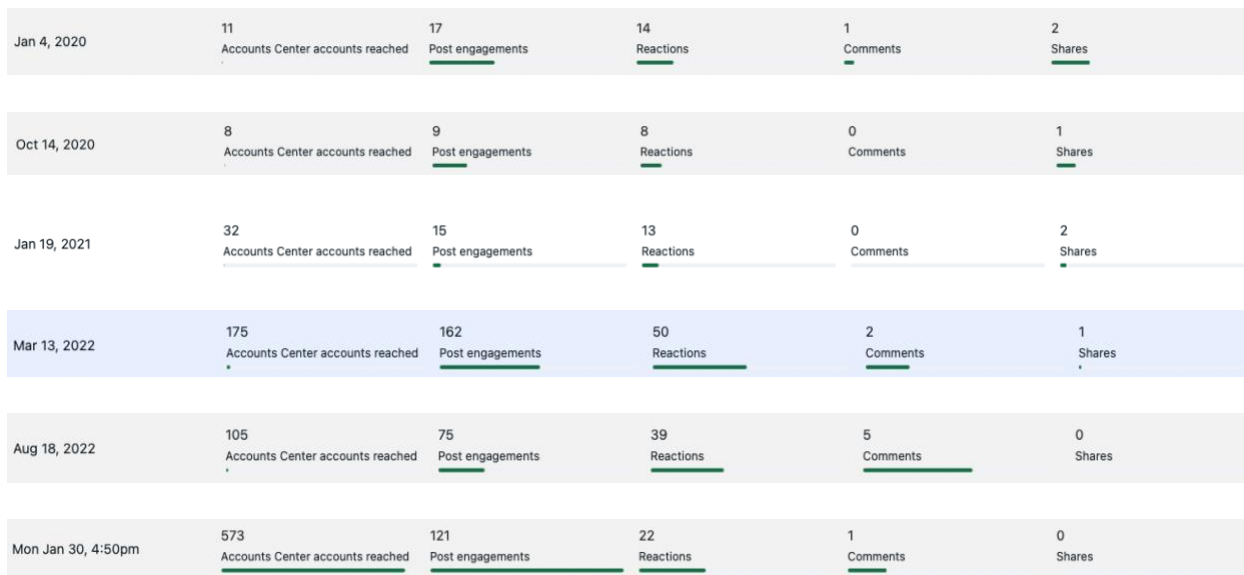 11 17 14 1 2
Jan 4, 2020
Accounts Center accounts reached Post engagements Reactions Comments Shares
8 9 8 0 1
Oct 14, 2020
Accounts Center accounts reached Post engagements Reactions Comments Shares
32 15 13 0 2
Jan 19, 2021
Accounts Center accounts reached Post engagements Reactions Comments Shares
175 162 50 2 1
Mar 13, 2022
Accounts Center accounts reached Post engagements Reactions Comments Shares
105 75 39 5 0
Aug 18, 2022
Accounts Center accounts reached Post engagements Reactions Comments Shares
573 121 22 1 0
Mon Jan 30, 4:50pm
Accounts Center accounts reached Post engagements Reactions Comments Shares